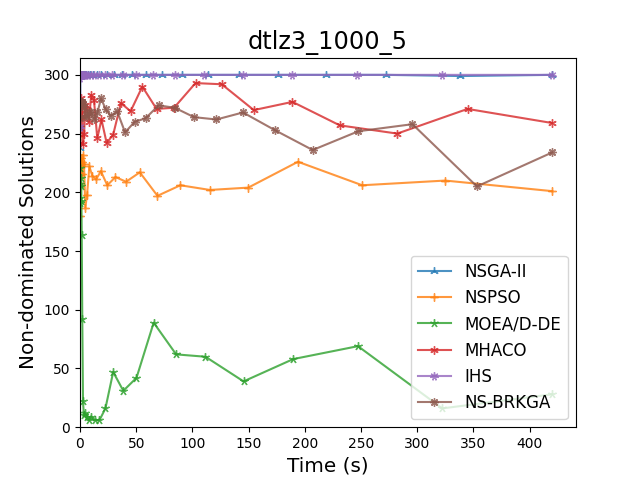 dtlz3_1000_5
300
250
200
150
100
50
0
Non-dominated Solutions
NSGA-II
NSPSO
MOEA/D-DE
MHACO
IHS
NS-BRKGA
0 50 100 150 200 250 300 350 400
Time (s)